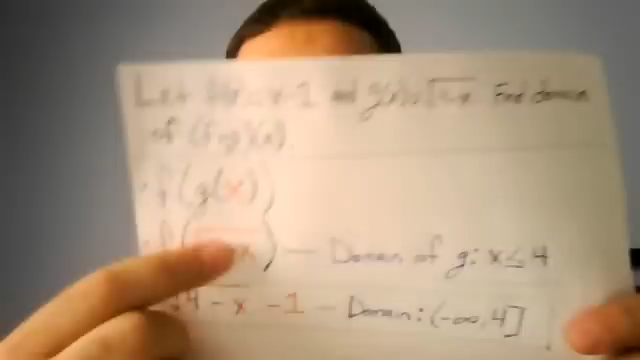 Let = x-1 and g(x)= √4-x. Find domain
of (f∘g)(x).
f(g(x))
— Domain of g: x≤4
√4-x -1 — Domain: (-∞,4]